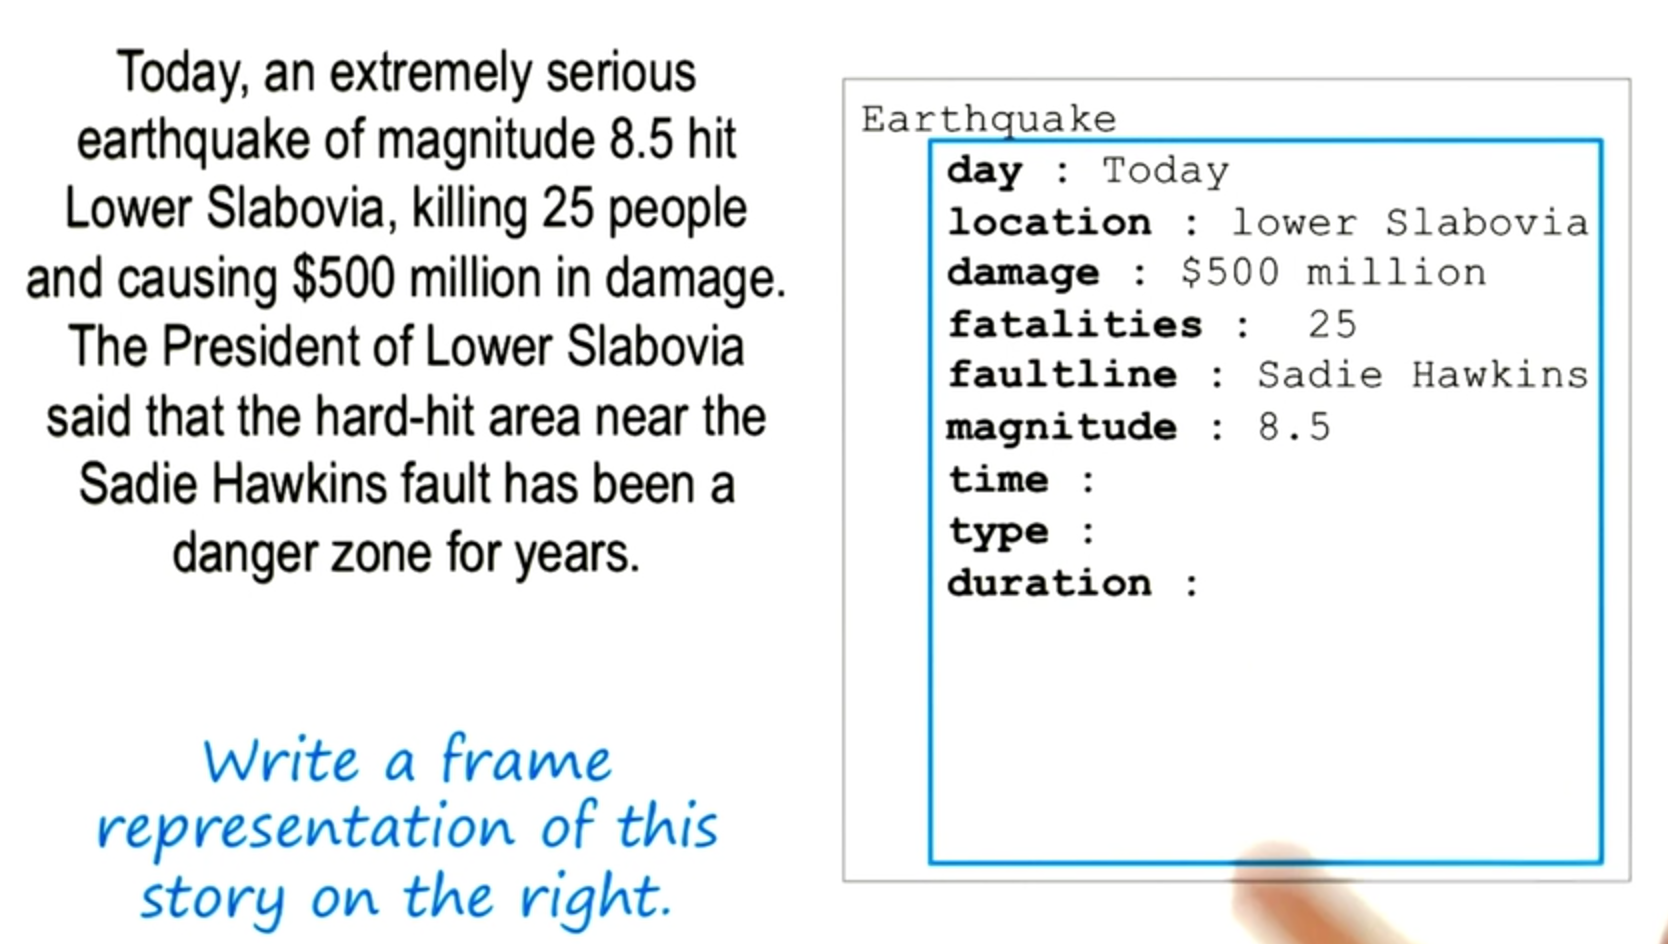 Today, an extremely serious
earthquake of magnitude 8.5 hit
Lower Slabovia, killing 25 people
and causing $500 million in damage.
The President of Lower Slabovia
said that the hard-hit area near the
Sadie Hawkins fault has been a
danger zone for years.
Write a frame
representation of this
story on the right.
Earthquake
day : Today
location : lower Slabovia
damage : $500 million
fatalities : 25
faultline : Sadie Hawkins
magnitude : 8.5
time :
type :
duration :